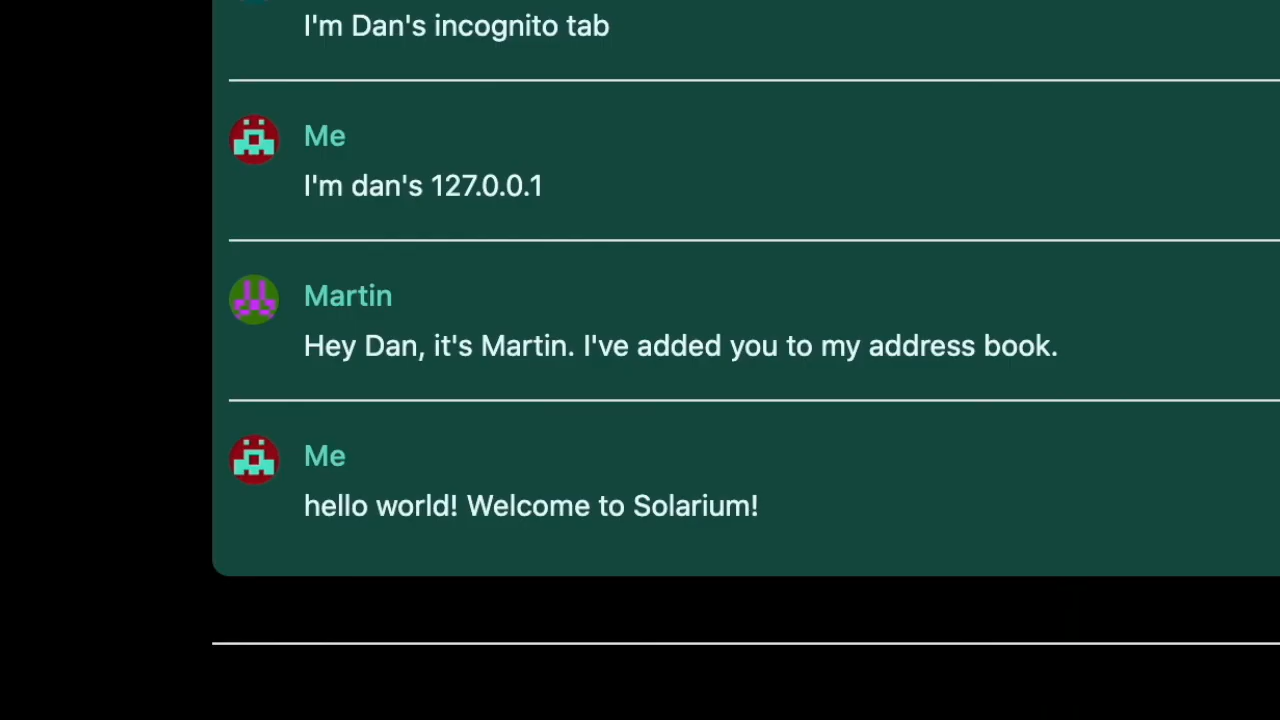 I'm Dan's incognito tab
Me
I'm dan's 127.0.0.1
Martin
Hey Dan, it's Martin. I've added you to my address book.
Me
hello world! Welcome to Solarium!